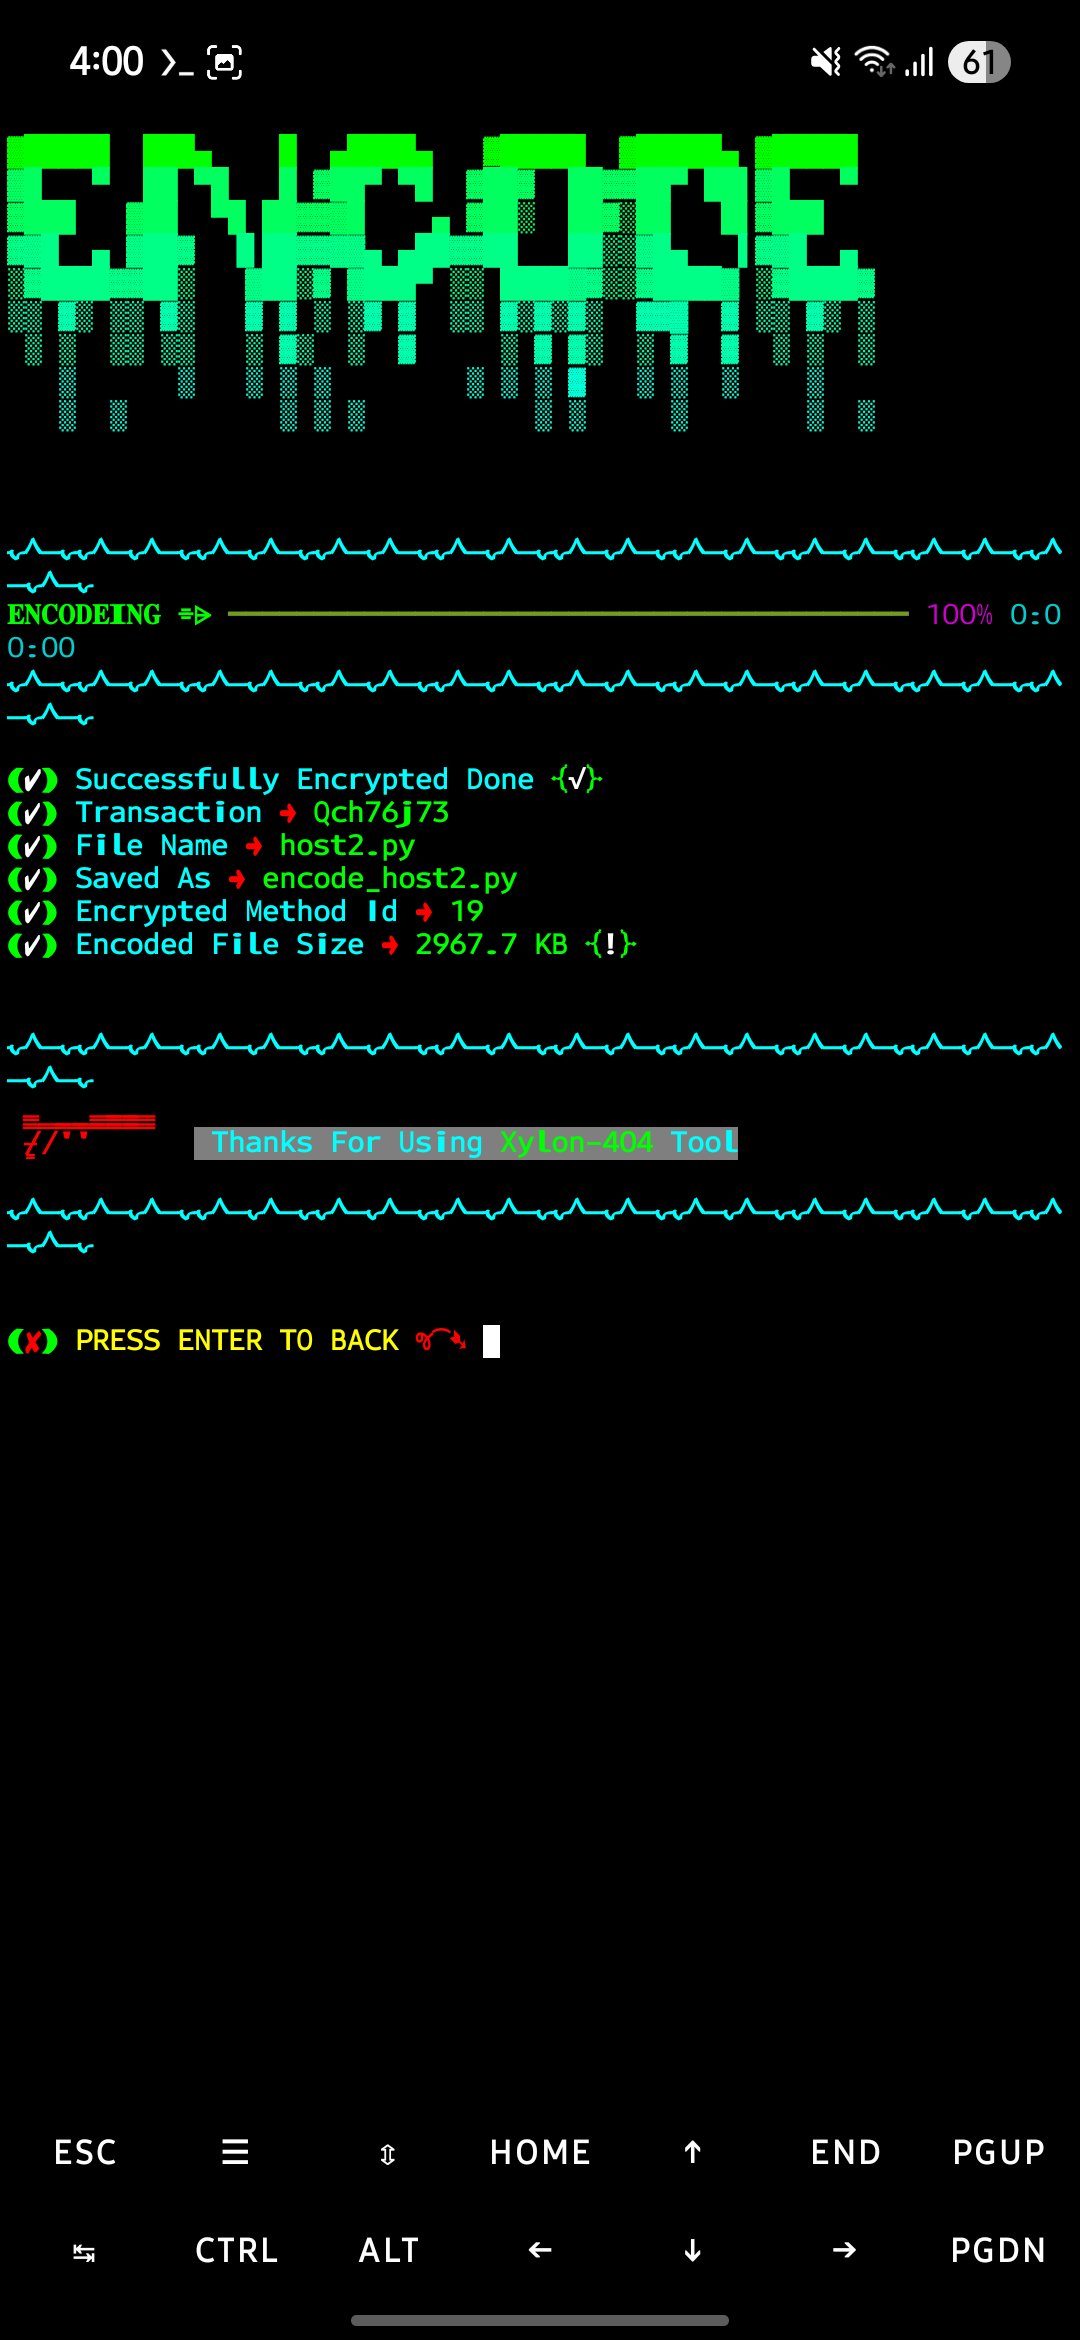 4:00
61
ENCODE
ENCODEING ⥤ 100% 0:0
0:00
(✔) Successfully Encrypted Done {√}
(✔) Transaction ➜ Qch76j73
(✔) File Name ➜ host2.py
(✔) Saved As ➜ encode_host2.py
(✔) Encrypted Method Id ➜ 19
(✔) Encoded File Size ➜ 2967.7 KB {!}
Thanks For Using Xylon-404 Tool
(✘) PRESS ENTER TO BACK
ESC ☰ ⇳ HOME ↑ END PGUP
↹ CTRL ALT ← ↓ → PGDN